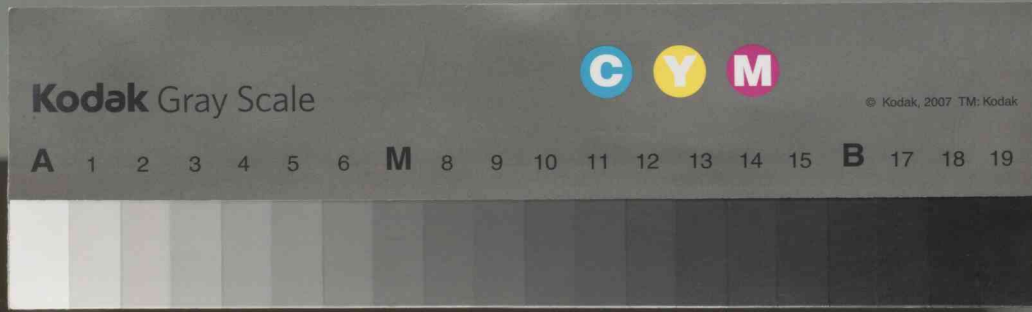 C Y M
Kodak Gray Scale
© Kodak, 2007 TM: Kodak
A 1 2 3 4 5 6 M 8 9 10 11 12 13 14 15 B 17 18 19